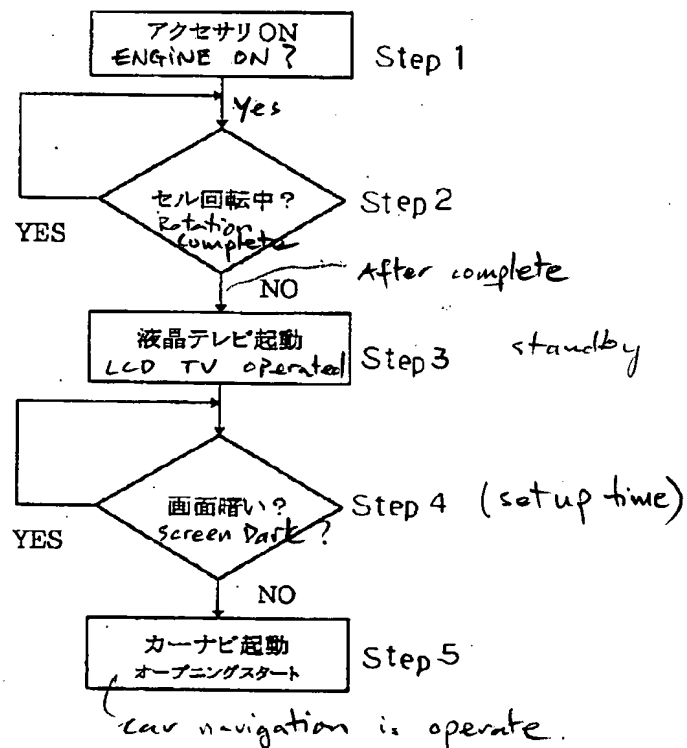 アクセサリON
ENGINE ON?
Step 1
Yes
セル回転中?
Rotation
complete
Step 2
YES
After complete
NO
液晶テレビ起動
LCD TV operated
Step 3
standby
画面暗い?
Screen Dark?
Step 4
(set up time)
YES
NO
カーナビ起動
オープニングスタート
Step 5
car navigation is operate.